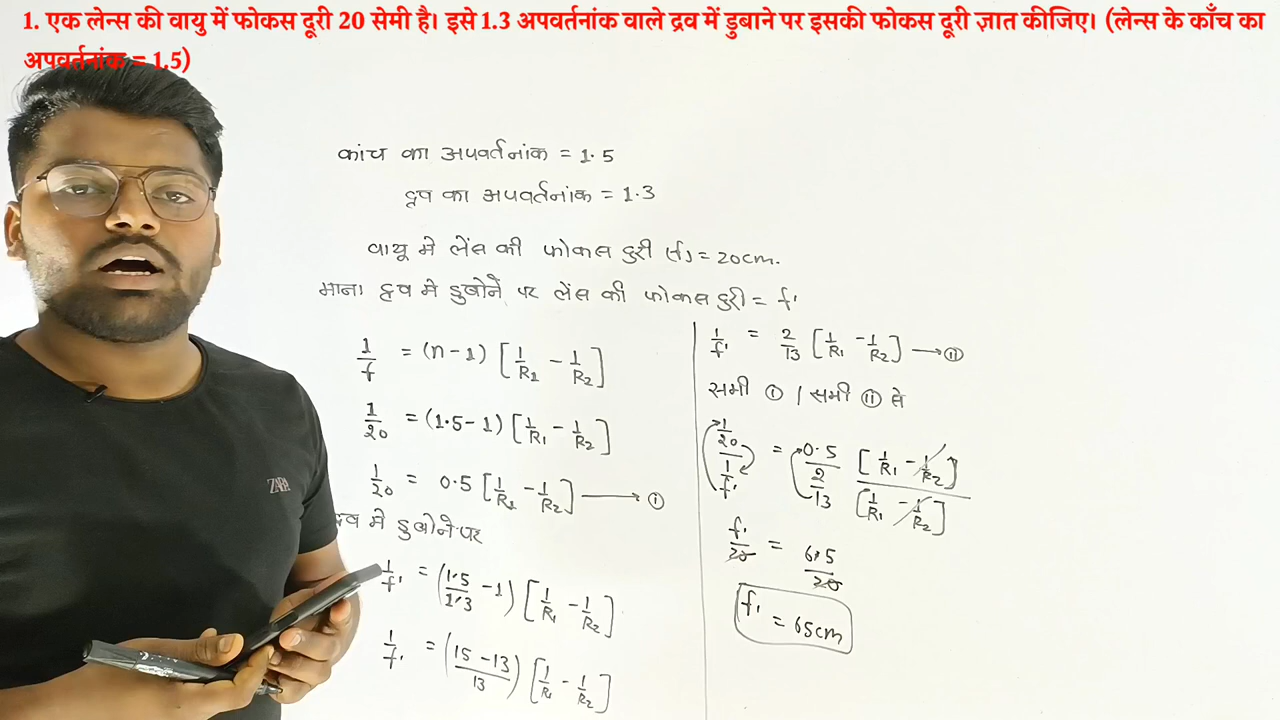 1. एक लेन्स की वायु में फोकस दूरी 20 सेमी है। इसे 1.3 अपवर्तनांक वाले द्रव में डुबाने पर इसकी फोकस दूरी ज्ञात कीजिए। (लेन्स के काँच का
अपवर्तनांक = 1.5)
कांच का अपवर्तनांक = 1.5
द्रव का अपवर्तनांक = 1.3
वायु मे लेंस की फोकस दुरी (f) = 20cm.
माना द्रव मे डुबोने पर लेंस की फोकस दुरी = f'
1/f = (n-1) [1/R1 - 1/R2]
1/20 = (1.5-1) [1/R1 - 1/R2]
1/20 = 0.5 [1/R1 - 1/R2] → ①
द्रव मे डुबोने पर
1/f' = (1.5/1.3 - 1) [1/R1 - 1/R2]
1/f' = (15-13/13) [1/R1 - 1/R2]
1/f' = 2/13 [1/R1 - 1/R2] → ②
समी ① / समी ② से
1/20 / 1/f' = 0.5 / 2/13 [1/R1 - 1/R2] / [1/R1 - 1/R2]
f'/20 = 6.5/20
f' = 65cm
ZARA